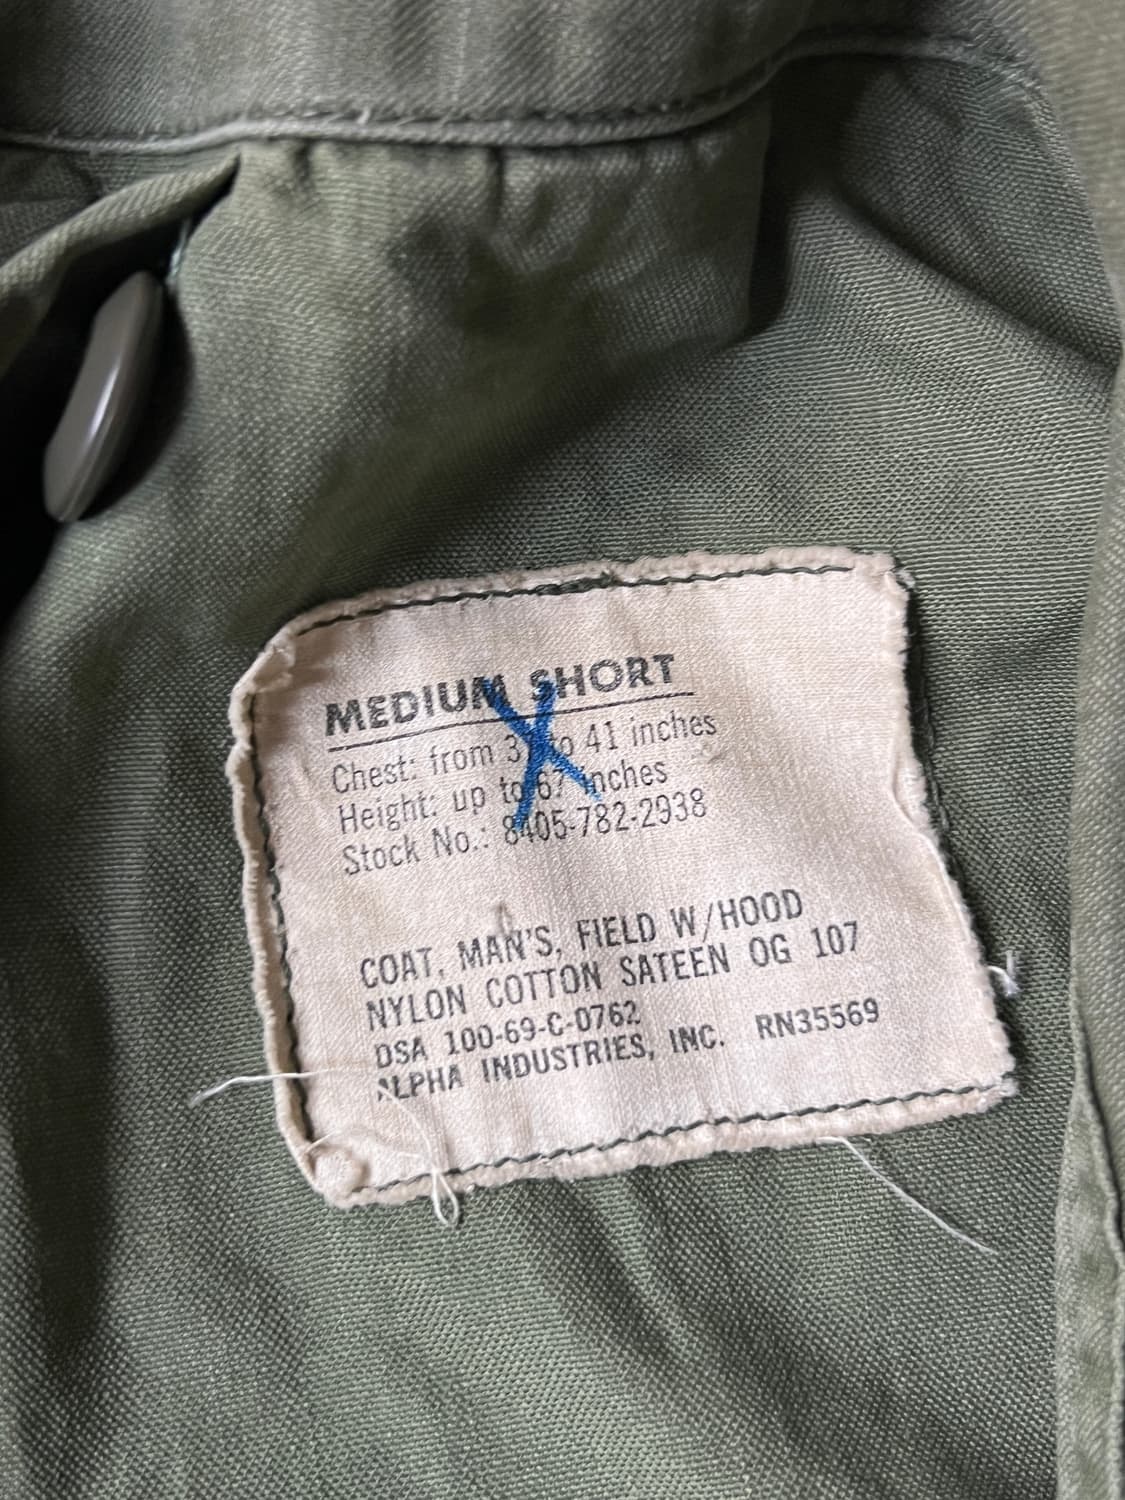 MEDIUM SHORT
Chest: from to 41 inches
Height: up to 67 inches
Stock No.: 8405-782-2938
COAT, MAN'S, FIELD W/HOOD
NYLON COTTON SATEEN OG 107
DSA 100-69-C-0762
ALPHA INDUSTRIES, INC. RN35569